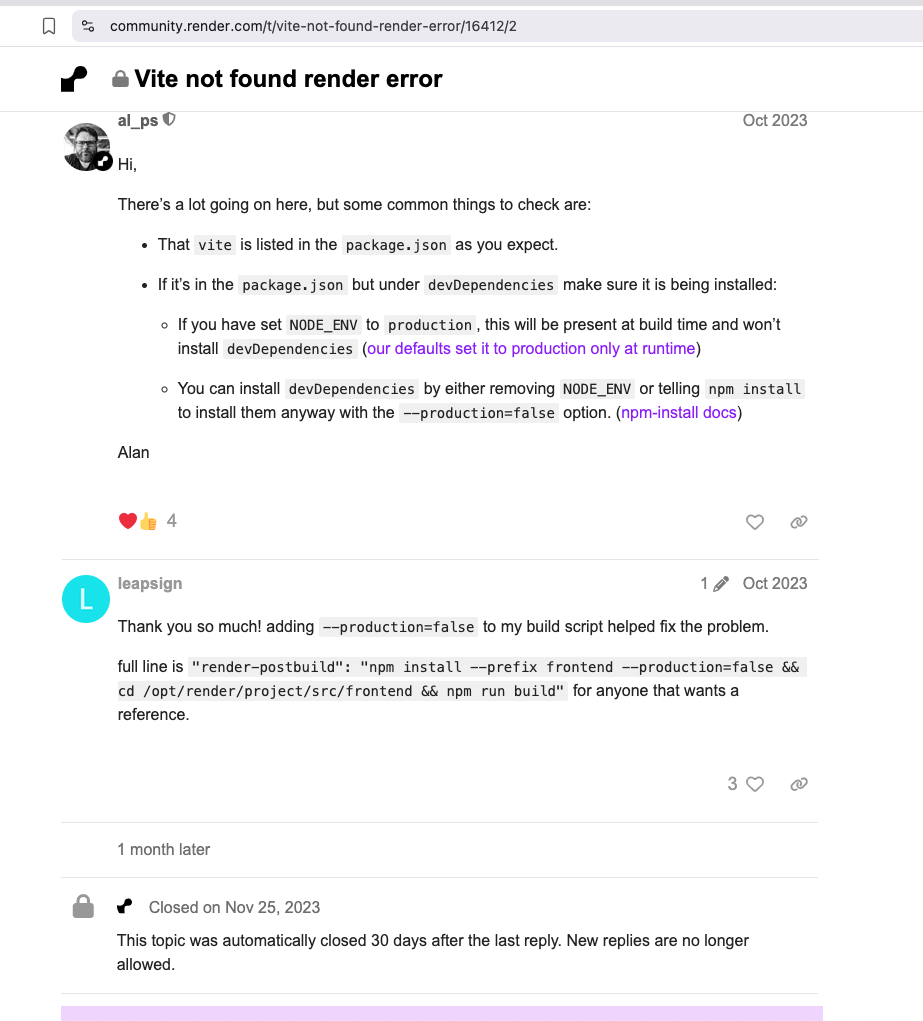 community.render.com/t/vite-not-found-render-error/16412/2
Vite not found render error
al_ps
Oct 2023
Hi,
There’s a lot going on here, but some common things to check are:
• That vite is listed in the package.json as you expect.
• If it’s in the package.json but under devDependencies make sure it is being installed:
◦ If you have set NODE_ENV to production, this will be present at build time and won’t
install devDependencies (our defaults set it to production only at runtime)
◦ You can install devDependencies by either removing NODE_ENV or telling npm install
to install them anyway with the --production=false option. (npm-install docs)
Alan
4
L
leapsign
1
Oct 2023
Thank you so much! adding --production=false to my build script helped fix the problem.
full line is "render-postbuild": "npm install --prefix frontend --production=false &&
cd /opt/render/project/src/frontend && npm run build" for anyone that wants a
reference.
3
1 month later
Closed on Nov 25, 2023
This topic was automatically closed 30 days after the last reply. New replies are no longer
allowed.